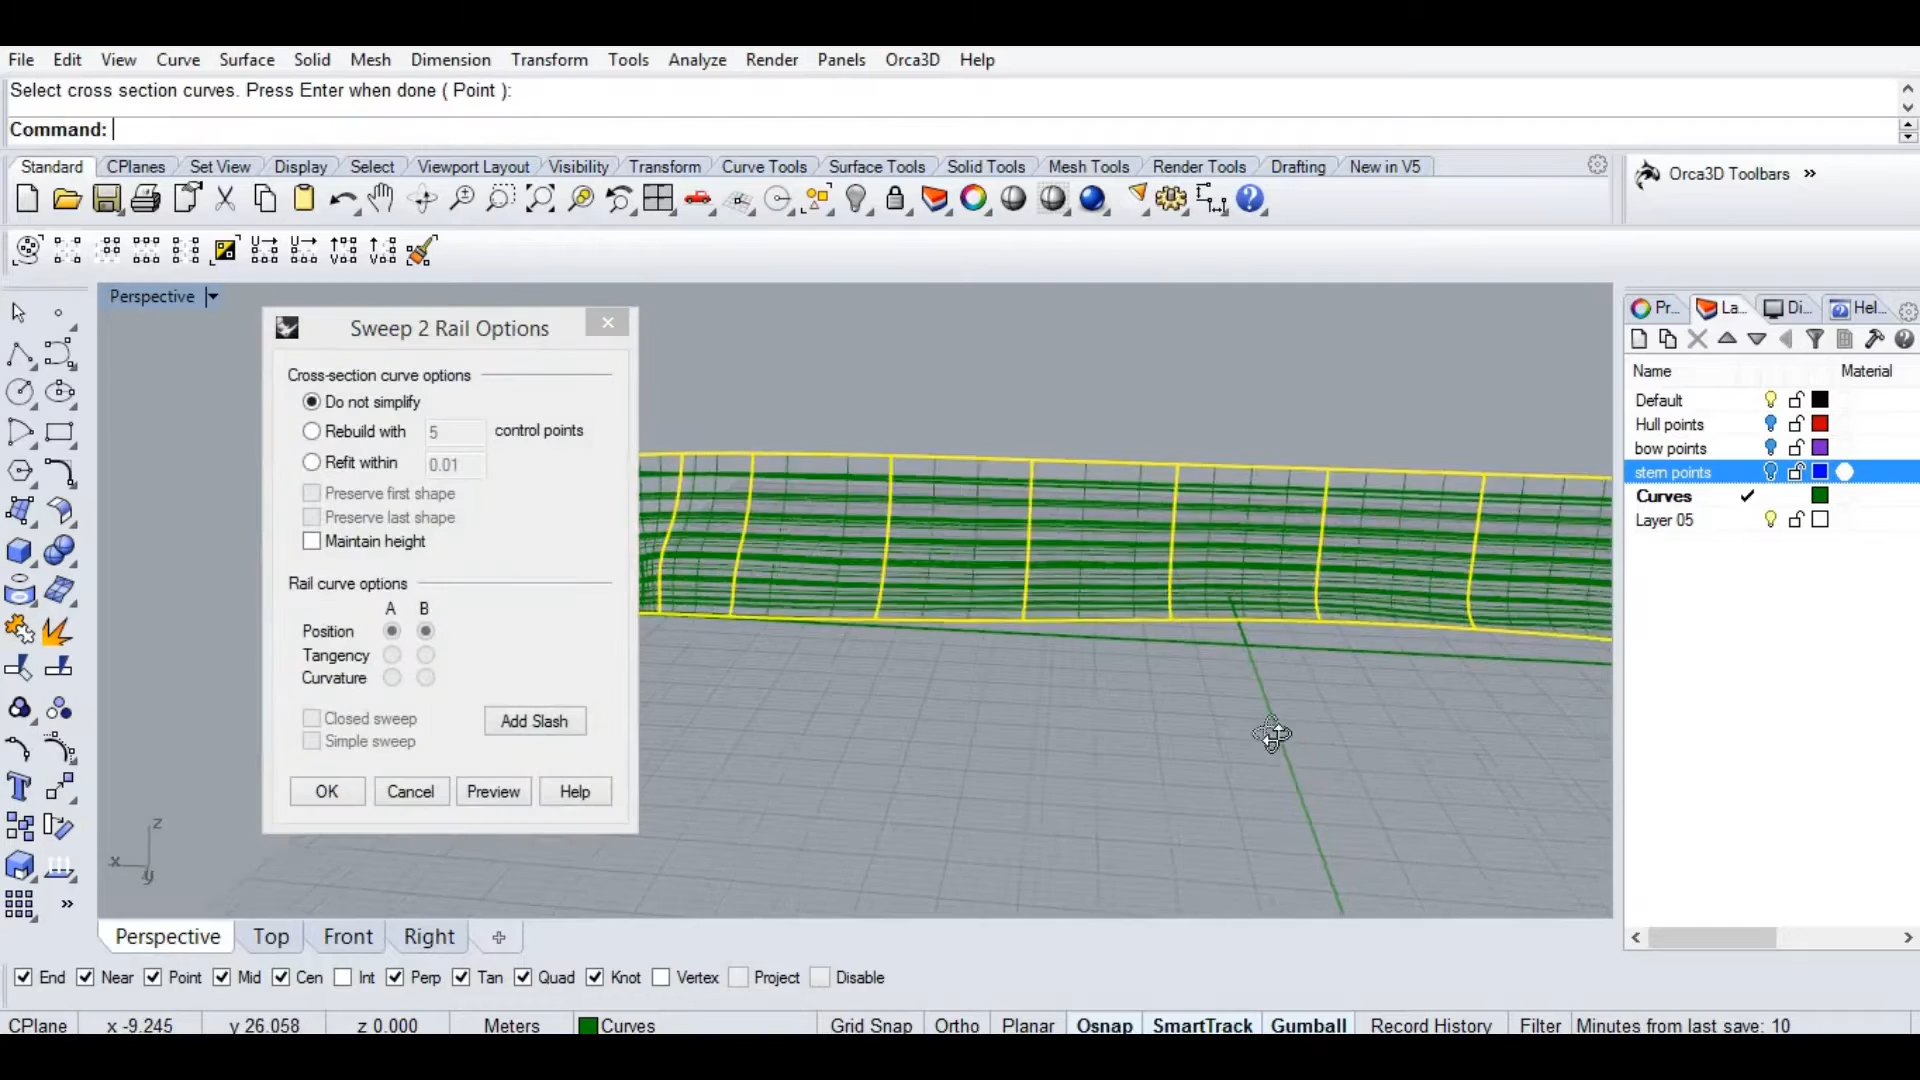 File Edit View Curve Surface Solid Mesh Dimension Transform Tools Analyze Render Panels Orca3D Help
Select cross section curves. Press Enter when done ( Point ):
Command:
Standard CPlanes Set View Display Select Viewport Layout Visibility Transform Curve Tools Surface Tools Solid Tools Mesh Tools Render Tools Drafting New in V5
Orca3D Toolbars »
Perspective
Sweep 2 Rail Options
Cross-section curve options
Do not simplify
Rebuild with 5 control points
Refit within 0.01
Preserve first shape
Preserve last shape
Maintain height
Rail curve options
A B
Position
Tangency
Curvature
Closed sweep
Add Slash
Simple sweep
OK Cancel Preview Help
z
x
y
Pr... La... Di... Hel...
Name Material
Default
Hull points
bow points
stern points
Curves
Layer 05
Perspective Top Front Right
End Near Point Mid Cen Int Perp Tan Quad Knot Vertex Project Disable
CPlane x -9.245 y 26.058 z 0.000 Meters Curves Grid Snap Ortho Planar Osnap SmartTrack Gumball Record History Filter Minutes from last save: 10